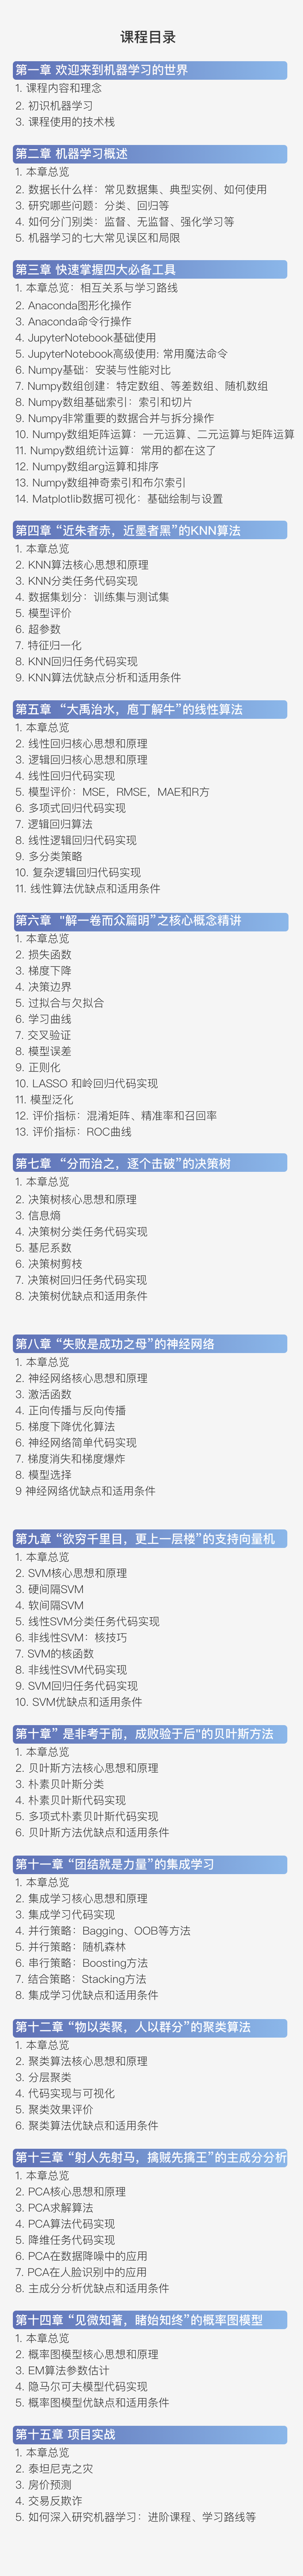 课程目录
第一章 欢迎来到机器学习的世界
1. 课程内容和理念
2. 初识机器学习
3. 课程使用的技术栈
第二章 机器学习概述
1. 本章总览
2. 数据长什么样：常见数据集、典型实例、如何使用
3. 研究哪些问题：分类、回归等
4. 如何分门别类：监督、无监督、强化学习等
5. 机器学习的七大常见误区和局限
第三章 快速掌握四大必备工具
1. 本章总览：相互关系与学习路线
2. Anaconda图形化操作
3. Anaconda命令行操作
4. JupyterNotebook基础使用
5. JupyterNotebook高级使用: 常用魔法命令
6. Numpy基础：安装与性能对比
7. Numpy数组创建：特定数组、等差数组、随机数组
8. Numpy数组基础索引：索引和切片
9. Numpy非常重要的数据合并与拆分操作
10. Numpy数组矩阵运算：一元运算、二元运算与矩阵运算
11. Numpy数组统计运算：常用的都在这了
12. Numpy数组arg运算和排序
13. Numpy数组神奇索引和布尔索引
14. Matplotlib数据可视化：基础绘制与设置
第四章 “近朱者赤，近墨者黑”的KNN算法
1. 本章总览
2. KNN算法核心思想和原理
3. KNN分类任务代码实现
4. 数据集划分：训练集与测试集
5. 模型评价
6. 超参数
7. 特征归一化
8. KNN回归任务代码实现
9. KNN算法优缺点分析和适用条件
第五章 “大禹治水，庖丁解牛”的线性算法
1. 本章总览
2. 线性回归核心思想和原理
3. 逻辑回归核心思想和原理
4. 线性回归代码实现
5. 模型评价：MSE，RMSE，MAE和R方
6. 多项式回归代码实现
7. 逻辑回归算法
8. 线性逻辑回归代码实现
9. 多分类策略
10. 复杂逻辑回归代码实现
11. 线性算法优缺点和适用条件
第六章 "解一卷而众篇明”之核心概念精讲
1. 本章总览
2. 损失函数
3. 梯度下降
4. 决策边界
5. 过拟合与欠拟合
6. 学习曲线
7. 交叉验证
8. 模型误差
9. 正则化
10. LASSO 和岭回归代码实现
11. 模型泛化
12. 评价指标：混淆矩阵、精准率和召回率
13. 评价指标：ROC曲线
第七章 “分而治之，逐个击破”的决策树
1. 本章总览
2. 决策树核心思想和原理
3. 信息熵
4. 决策树分类任务代码实现
5. 基尼系数
6. 决策树剪枝
7. 决策树回归任务代码实现
8. 决策树优缺点和适用条件
第八章 “失败是成功之母”的神经网络
1. 本章总览
2. 神经网络核心思想和原理
3. 激活函数
4. 正向传播与反向传播
5. 梯度下降优化算法
6. 神经网络简单代码实现
7. 梯度消失和梯度爆炸
8. 模型选择
9 神经网络优缺点和适用条件
第九章 “欲穷千里目，更上一层楼”的支持向量机
1. 本章总览
2. SVM核心思想和原理
3. 硬间隔SVM
4. 软间隔SVM
5. 线性SVM分类任务代码实现
6. 非线性SVM：核技巧
7. SVM的核函数
8. 非线性SVM代码实现
9. SVM回归任务代码实现
10. SVM优缺点和适用条件
第十章” 是非考于前，成败验于后"的贝叶斯方法
1. 本章总览
2. 贝叶斯方法核心思想和原理
3. 朴素贝叶斯分类
4. 朴素贝叶斯代码实现
5. 多项式朴素贝叶斯代码实现
6. 贝叶斯方法优缺点和适用条件
第十一章 “团结就是力量”的集成学习
1. 本章总览
2. 集成学习核心思想和原理
3. 集成学习代码实现
4. 并行策略：Bagging、OOB等方法
5. 并行策略：随机森林
6. 串行策略：Boosting方法
7. 结合策略：Stacking方法
8. 集成学习优缺点和适用条件
第十二章 “物以类聚，人以群分”的聚类算法
1. 本章总览
2. 聚类算法核心思想和原理
3. 分层聚类
4. 代码实现与可视化
5. 聚类效果评价
6. 聚类算法优缺点和适用条件
第十三章 “射人先射马，擒贼先擒王”的主成分分析
1. 本章总览
2. PCA核心思想和原理
3. PCA求解算法
4. PCA算法代码实现
5. 降维任务代码实现
6. PCA在数据降噪中的应用
7. PCA在人脸识别中的应用
8. 主成分分析优缺点和适用条件
第十四章 “见微知著，睹始知终”的概率图模型
1. 本章总览
2. 概率图模型核心思想和原理
3. EM算法参数估计
4. 隐马尔可夫模型代码实现
5. 概率图模型优缺点和适用条件
第十五章 项目实战
1. 本章总览
2. 泰坦尼克之灾
3. 房价预测
4. 交易反欺诈
5. 如何深入研究机器学习：进阶课程、学习路线等